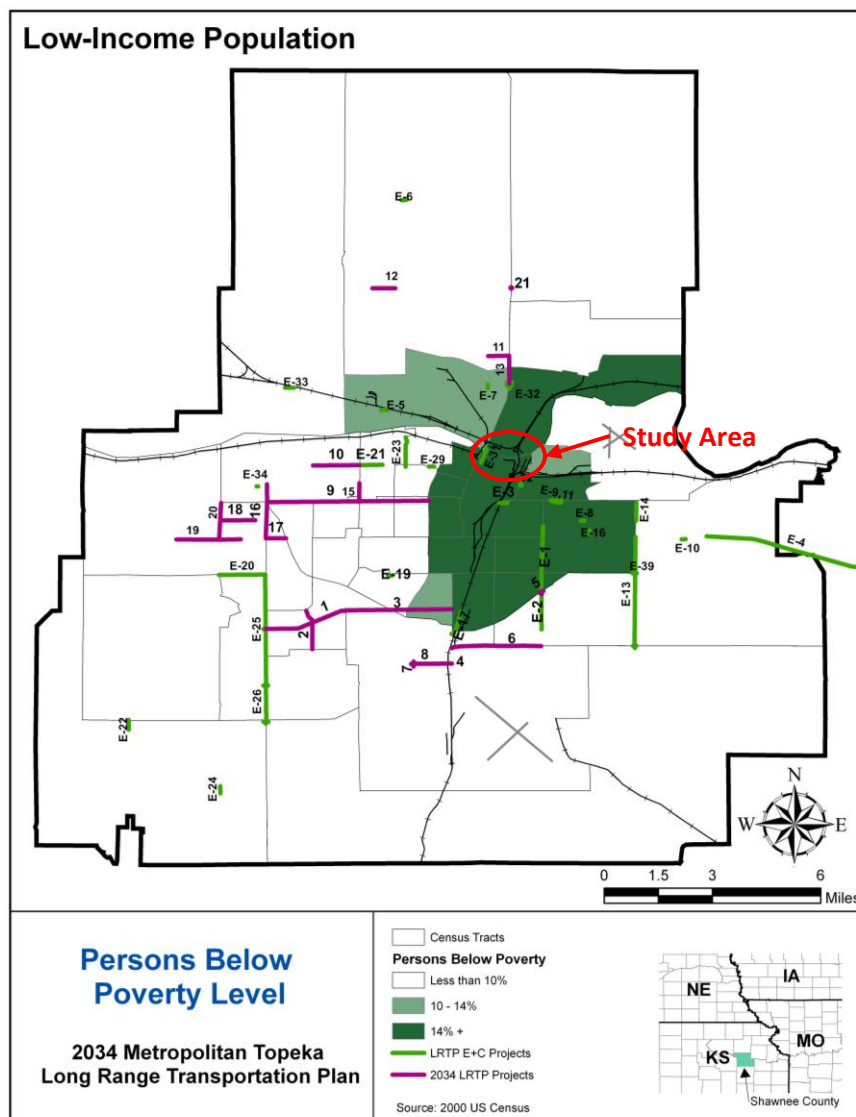 Low-Income Population
E-6
12
21
11
13
E-33
E-7
E-32
E-5
Study Area
E-23
E-31
10
E-21
E-29
E-34
9
15
E-3
E-9,11
E-14
20
18
16
E-8
E-16
19
17
E-10
E-4
E-1
E-20
E-19
E-39
5
E-13
1
3
E-2
E-25
2
E-17
6
8
4
7
E-26
E-22
E-24
N
W
E
S
0
1.5
3
6
Miles
Persons Below
Poverty Level
2034 Metropolitan Topeka
Long Range Transportation Plan
Census Tracts
Persons Below Poverty
Less than 10%
10 - 14%
14% +
LRTP E+C Projects
2034 LRTP Projects
Source: 2000 US Census
NE
IA
KS
MO
Shawnee County